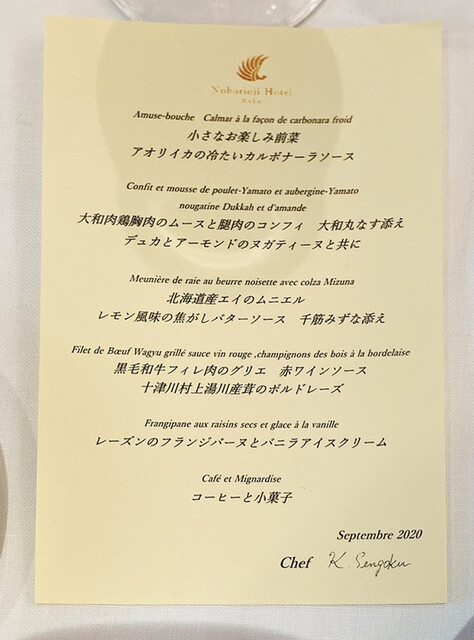 Noborioji Hotel
Nara
Amuse-bouche Calmar à la façon de carbonara froid
小さなお楽しみ前菜
アオリイカの冷たいカルボナーラソース
Confit et mousse de poulet-Yamato et aubergine-Yamato
nougatine Dukkah et d'amande
大和肉鶏胸肉のムースと腿肉のコンフィ 大和丸なす添え
デュカとアーモンドのヌガティーヌと共に
Meunière de raie au beurre noisette avec colza Mizuna
北海道産エイのムニエル
レモン風味の焦がしバターソース 千筋みずな添え
Filet de Bœuf Wagyu grillé sauce vin rouge ,champignons des bois à la bordelaise
黒毛和牛フィレ肉のグリエ 赤ワインソース
十津川村上湯川産茸のボルドレーズ
Frangipane aux raisins secs et glace à la vanille
レーズンのフランジパーヌとバニラアイスクリーム
Café et Mignardise
コーヒーと小菓子
Septembre 2020
Chef K. Sengoku